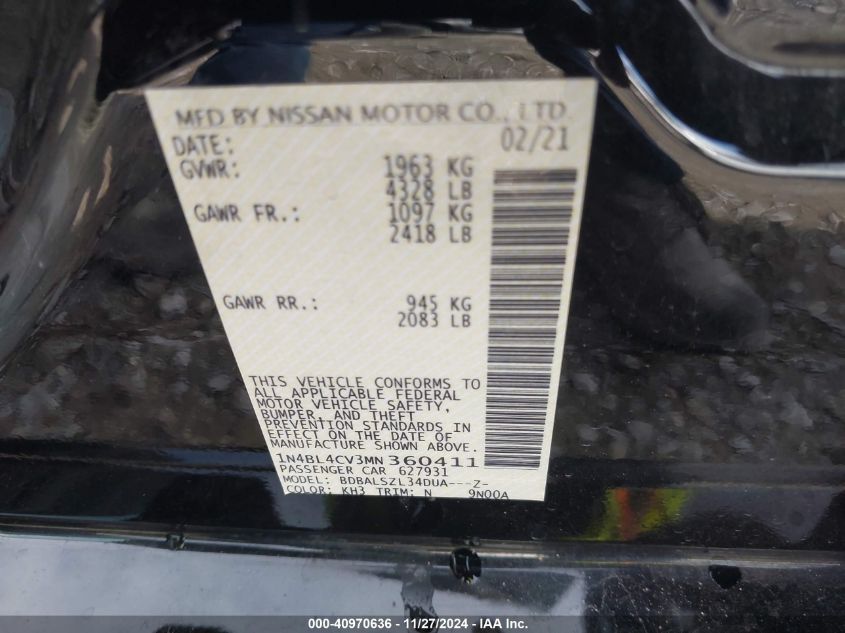 MFD BY NISSAN MOTOR CO., LTD.
DATE: 02/21
GVWR: 1963 KG
4328 LB
GAWR FR.: 1097 KG
2418 LB
GAWR RR.: 945 KG
2083 LB
THIS VEHICLE CONFORMS TO
ALL APPLICABLE FEDERAL
MOTOR VEHICLE SAFETY,
BUMPER, AND THEFT
PREVENTION STANDARDS IN
EFFECT ON THE DATE OF
MANUFACTURE SHOWN ABOVE.
1N4BL4CV3MN360411
PASSENGER CAR 627931
MODEL: BDBALSZL34DUA---Z-
COLOR: KH3 TRIM: N 9N00A
000-40970636 - 11/27/2024 - IAA Inc.